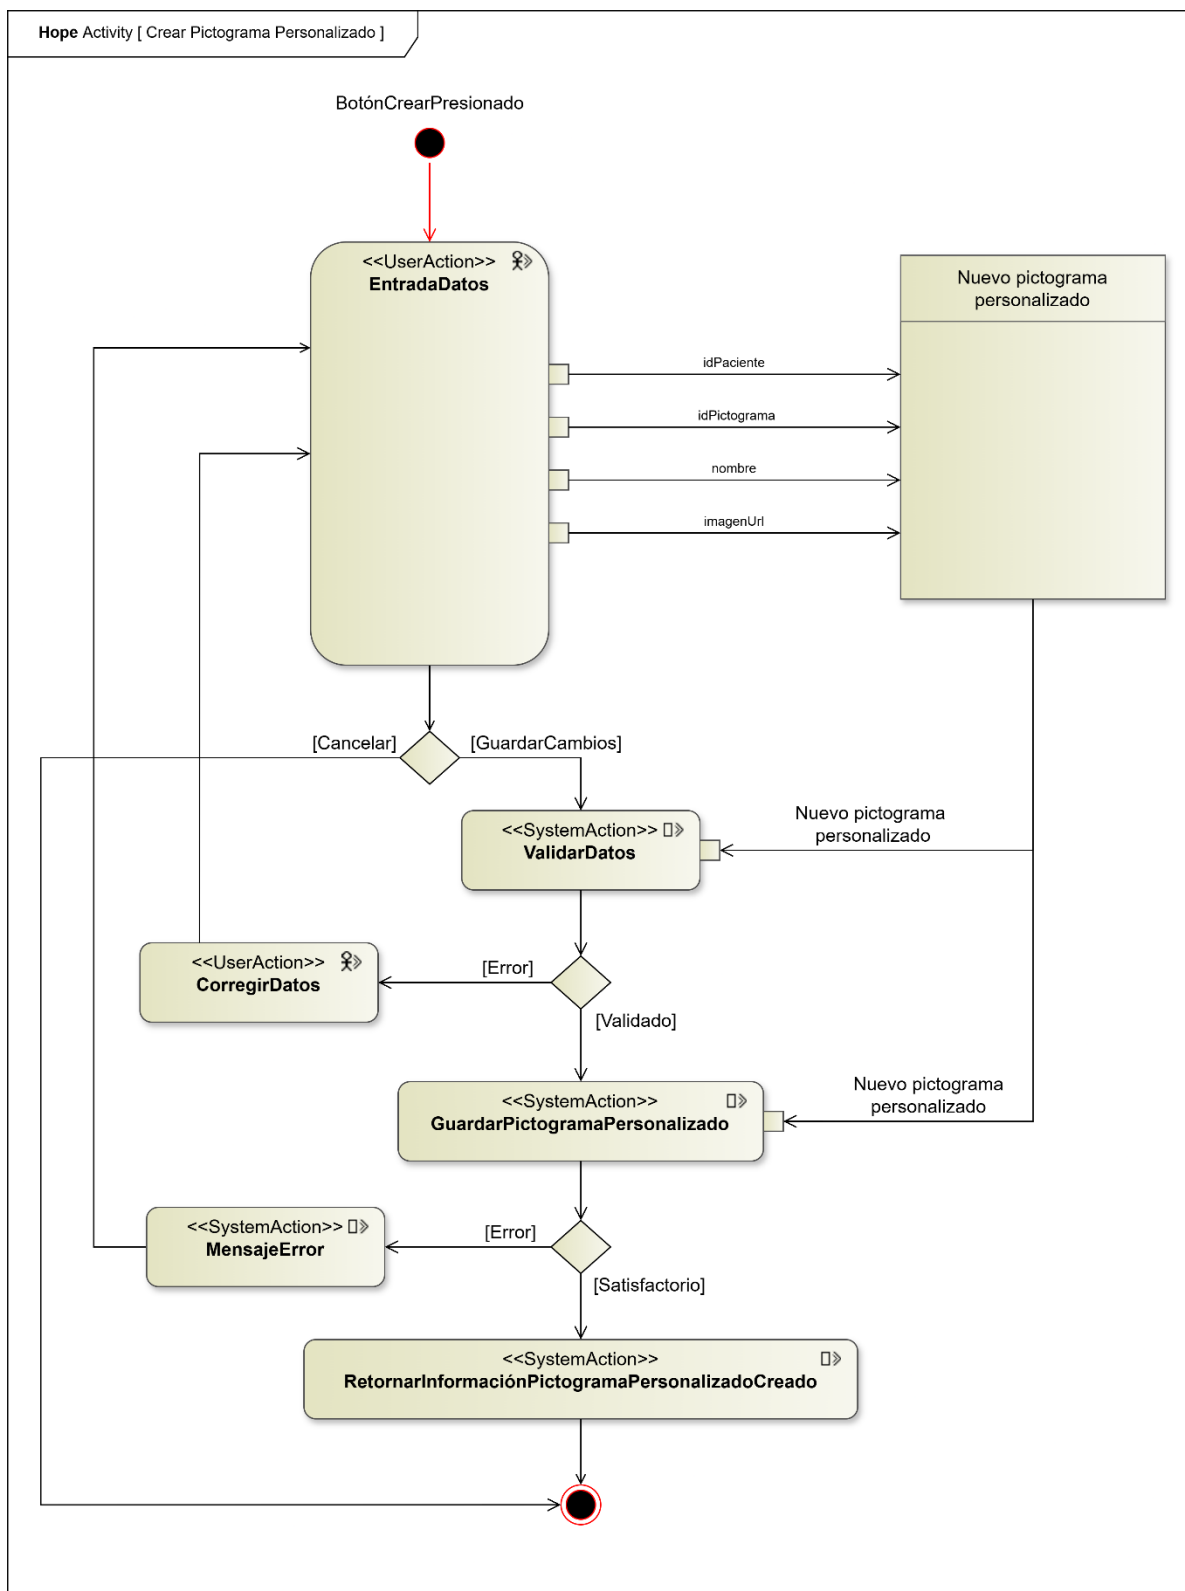 Hope Activity [ Crear Pictograma Personalizado ]
BotónCrearPresionado
<<UserAction>>
EntradaDatos
Nuevo pictograma
personalizado
idPaciente
idPictograma
nombre
imagenUrl
[Cancelar]
[GuardarCambios]
<<SystemAction>>
ValidarDatos
Nuevo pictograma
personalizado
<<UserAction>>
CorregirDatos
[Error]
[Validado]
<<SystemAction>>
GuardarPictogramaPersonalizado
Nuevo pictograma
personalizado
<<SystemAction>>
MensajeError
[Error]
[Satisfactorio]
<<SystemAction>>
RetornarInformaciónPictogramaPersonalizadoCreado